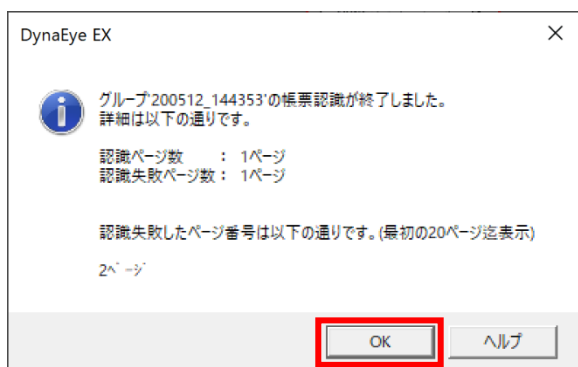 DynaEye EX
グループ'200512_144353'の帳票認識が終了しました。
詳細は以下の通りです。
認識ページ数 : 1ページ
認識失敗ページ数 : 1ページ
認識失敗したページ番号は以下の通りです。(最初の20ページ迄表示)
2ﾍﾟｰｼﾞ
OK
ヘルプ